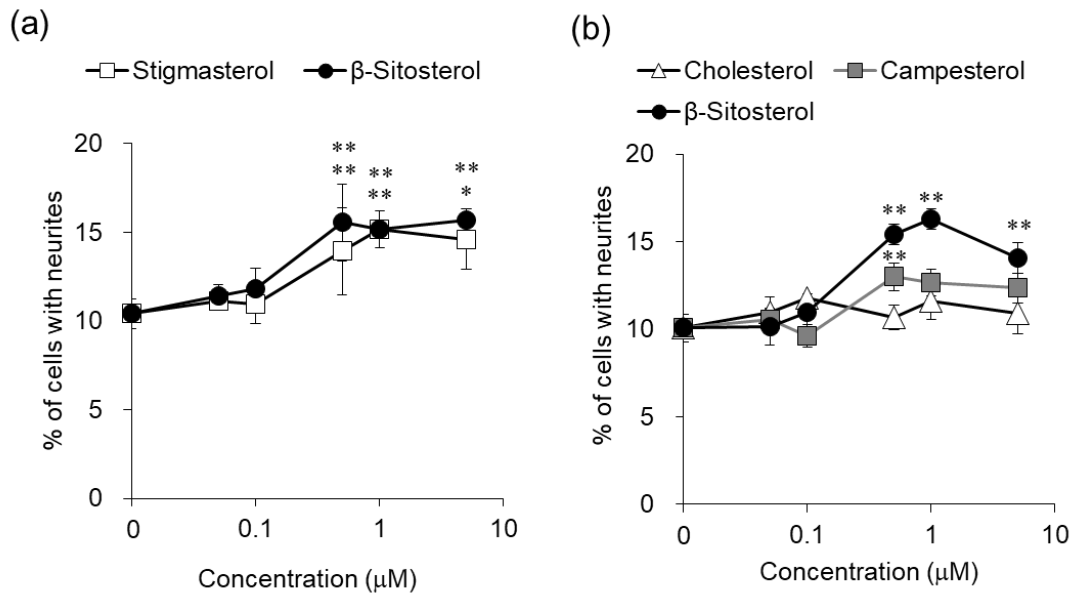 (a)
Stigmasterol β-Sitosterol
20
15
10
5
0
% of cells with neurites
** ** **
** ** *
0 0.1 1 10
Concentration (μM)
(b)
Cholesterol Campesterol
β-Sitosterol
20
15
10
5
0
% of cells with neurites
** ** **
**
0 0.1 1 10
Concentration (μM)